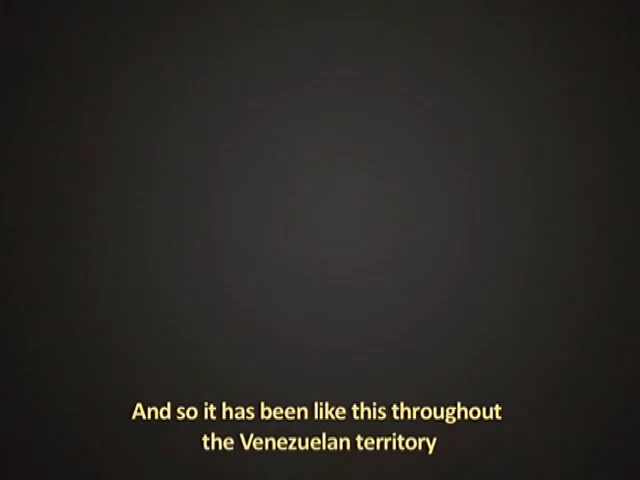 And so it has been like this throughout
the Venezuelan territory